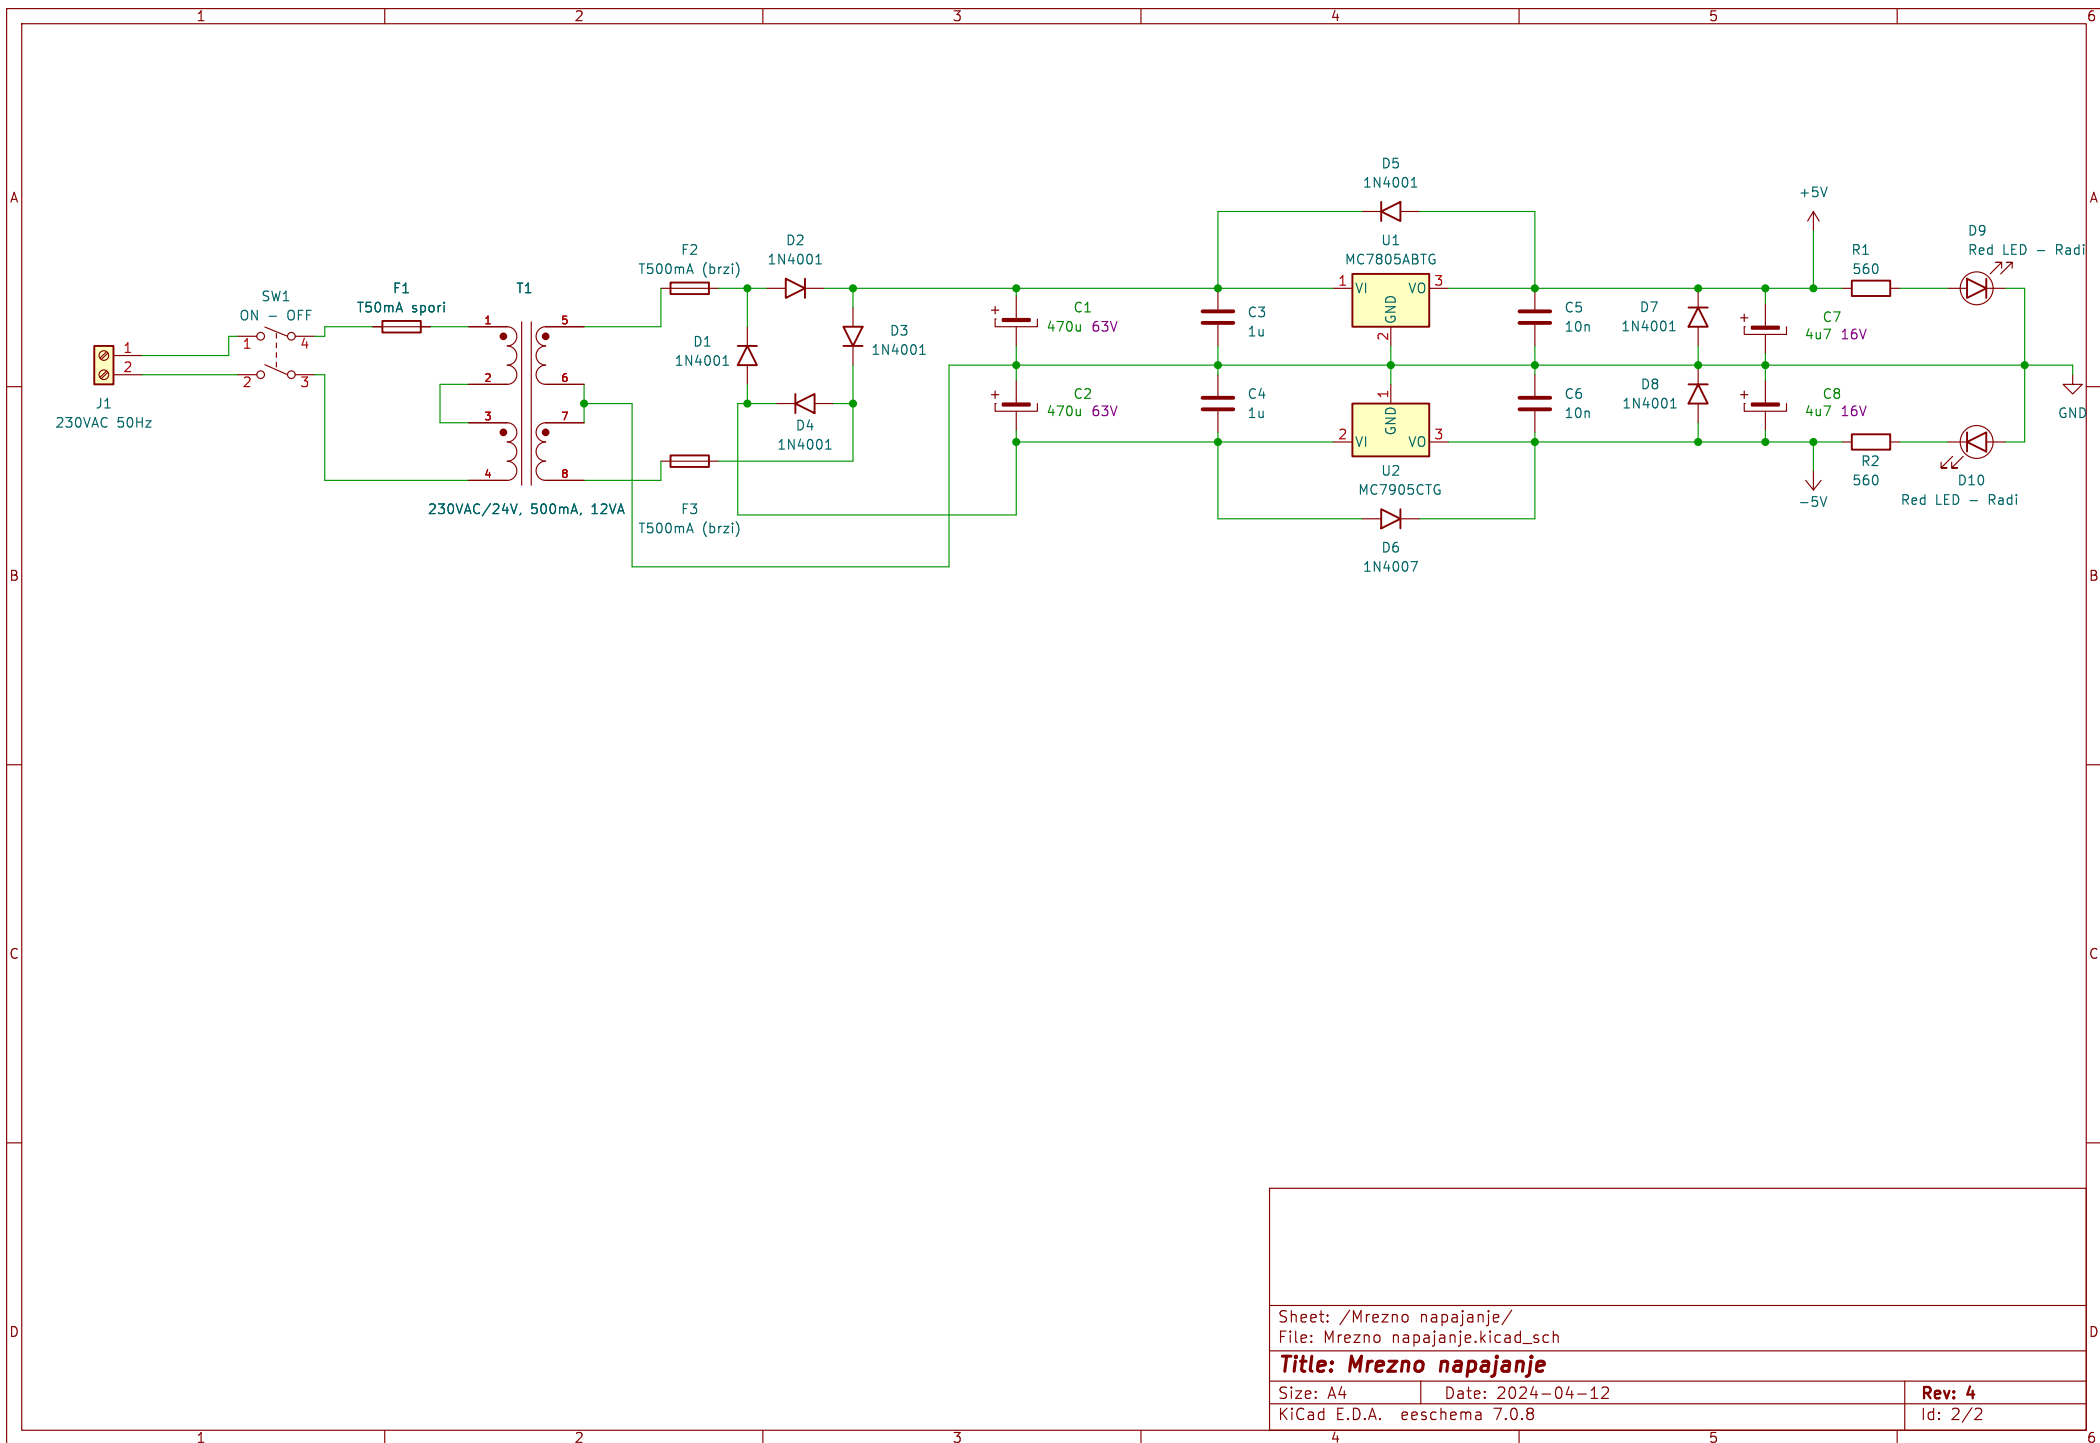 1 2 3 4 5 6
A A
B B
C C
D D
1 2 3 4 5 6
J1
230VAC 50Hz
1
2
SW1
ON - OFF
1
4
2
3
F1
T50mA spori
T1
1
2
3
4
5
6
7
8
230VAC/24V, 500mA, 12VA
F2
T500mA (brzi)
F3
T500mA (brzi)
D2
1N4001
D1
1N4001
D3
1N4001
D4
1N4001
+
C1
470u 63V
+
C2
470u 63V
C3
1u
C4
1u
D5
1N4001
U1
MC7805ABTG
1
VI
VO
3
GND
2
1
GND
2
VI
VO
3
U2
MC7905CTG
D6
1N4007
C5
10n
C6
10n
D7
1N4001
D8
1N4001
+
C7
4u7 16V
+
C8
4u7 16V
+5V
-5V
R1
560
R2
560
D9
Red LED - Radi
D10
Red LED - Radi
GND
Sheet: /Mrezno napajanje/
File: Mrezno napajanje.kicad_sch
Title: Mrezno napajanje
Size: A4
Date: 2024-04-12
Rev: 4
KiCad E.D.A. eeschema 7.0.8
Id: 2/2